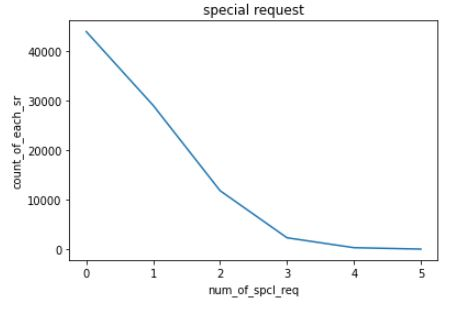 special request
40000
30000
20000
10000
0
count_of_each_sr
0 1 2 3 4 5
num_of_spcl_req